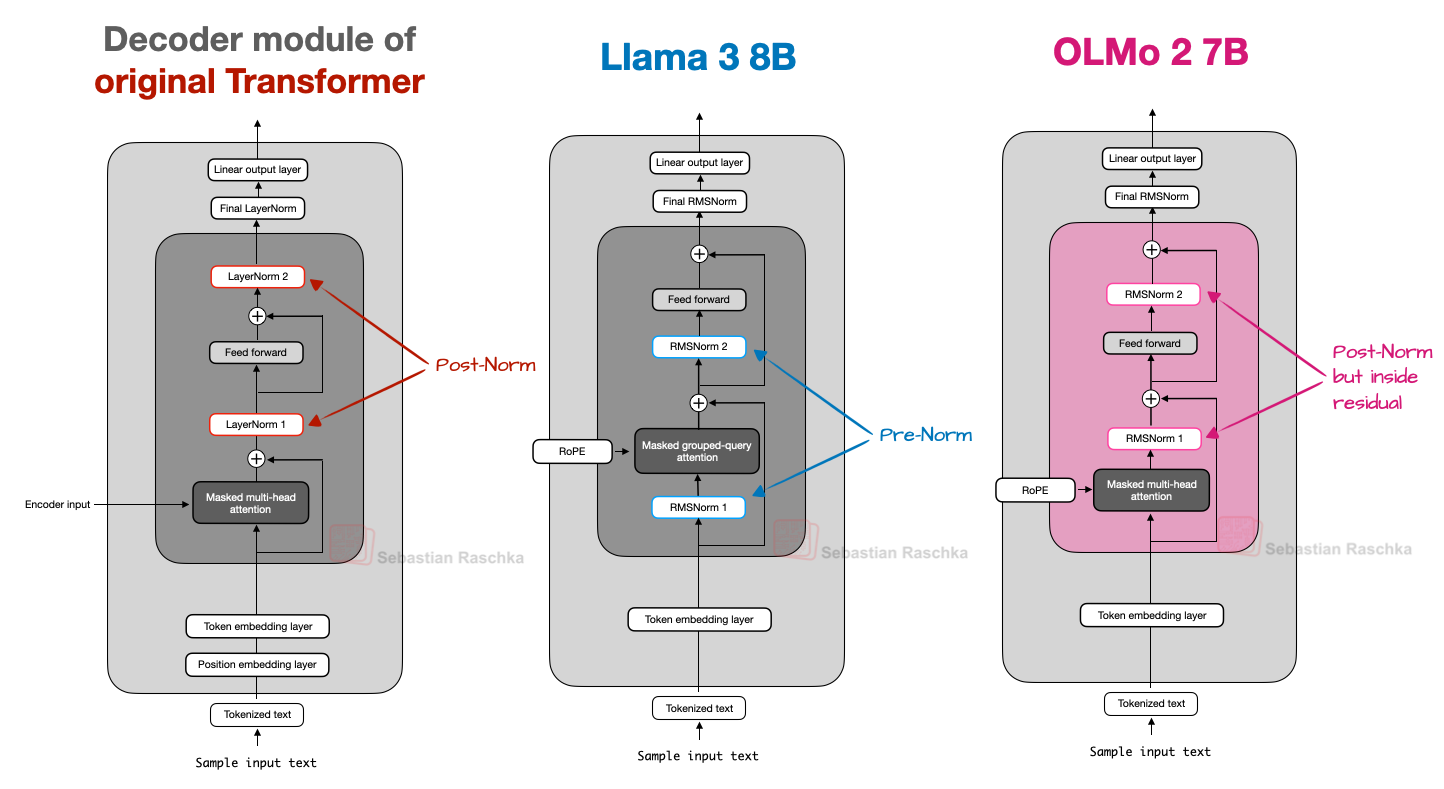 Decoder module of
original Transformer
Linear output layer
Final LayerNorm
LayerNorm 2
+
Feed forward
Post-Norm
LayerNorm 1
+
Masked multi-head
attention
Encoder input
Sebastian Raschka
Token embedding layer
Position embedding layer
Tokenized text
Sample input text
Llama 3 8B
Linear output layer
Final RMSNorm
+
Feed forward
RMSNorm 2
+
Pre-Norm
RoPE
Masked grouped-query
attention
RMSNorm 1
Sebastian Raschka
Token embedding layer
Tokenized text
Sample input text
OLMo 2 7B
Linear output layer
Final RMSNorm
+
RMSNorm 2
Feed forward
Post-Norm
but inside
residual
+
RMSNorm 1
RoPE
Masked multi-head
attention
Sebastian Raschka
Token embedding layer
Tokenized text
Sample input text